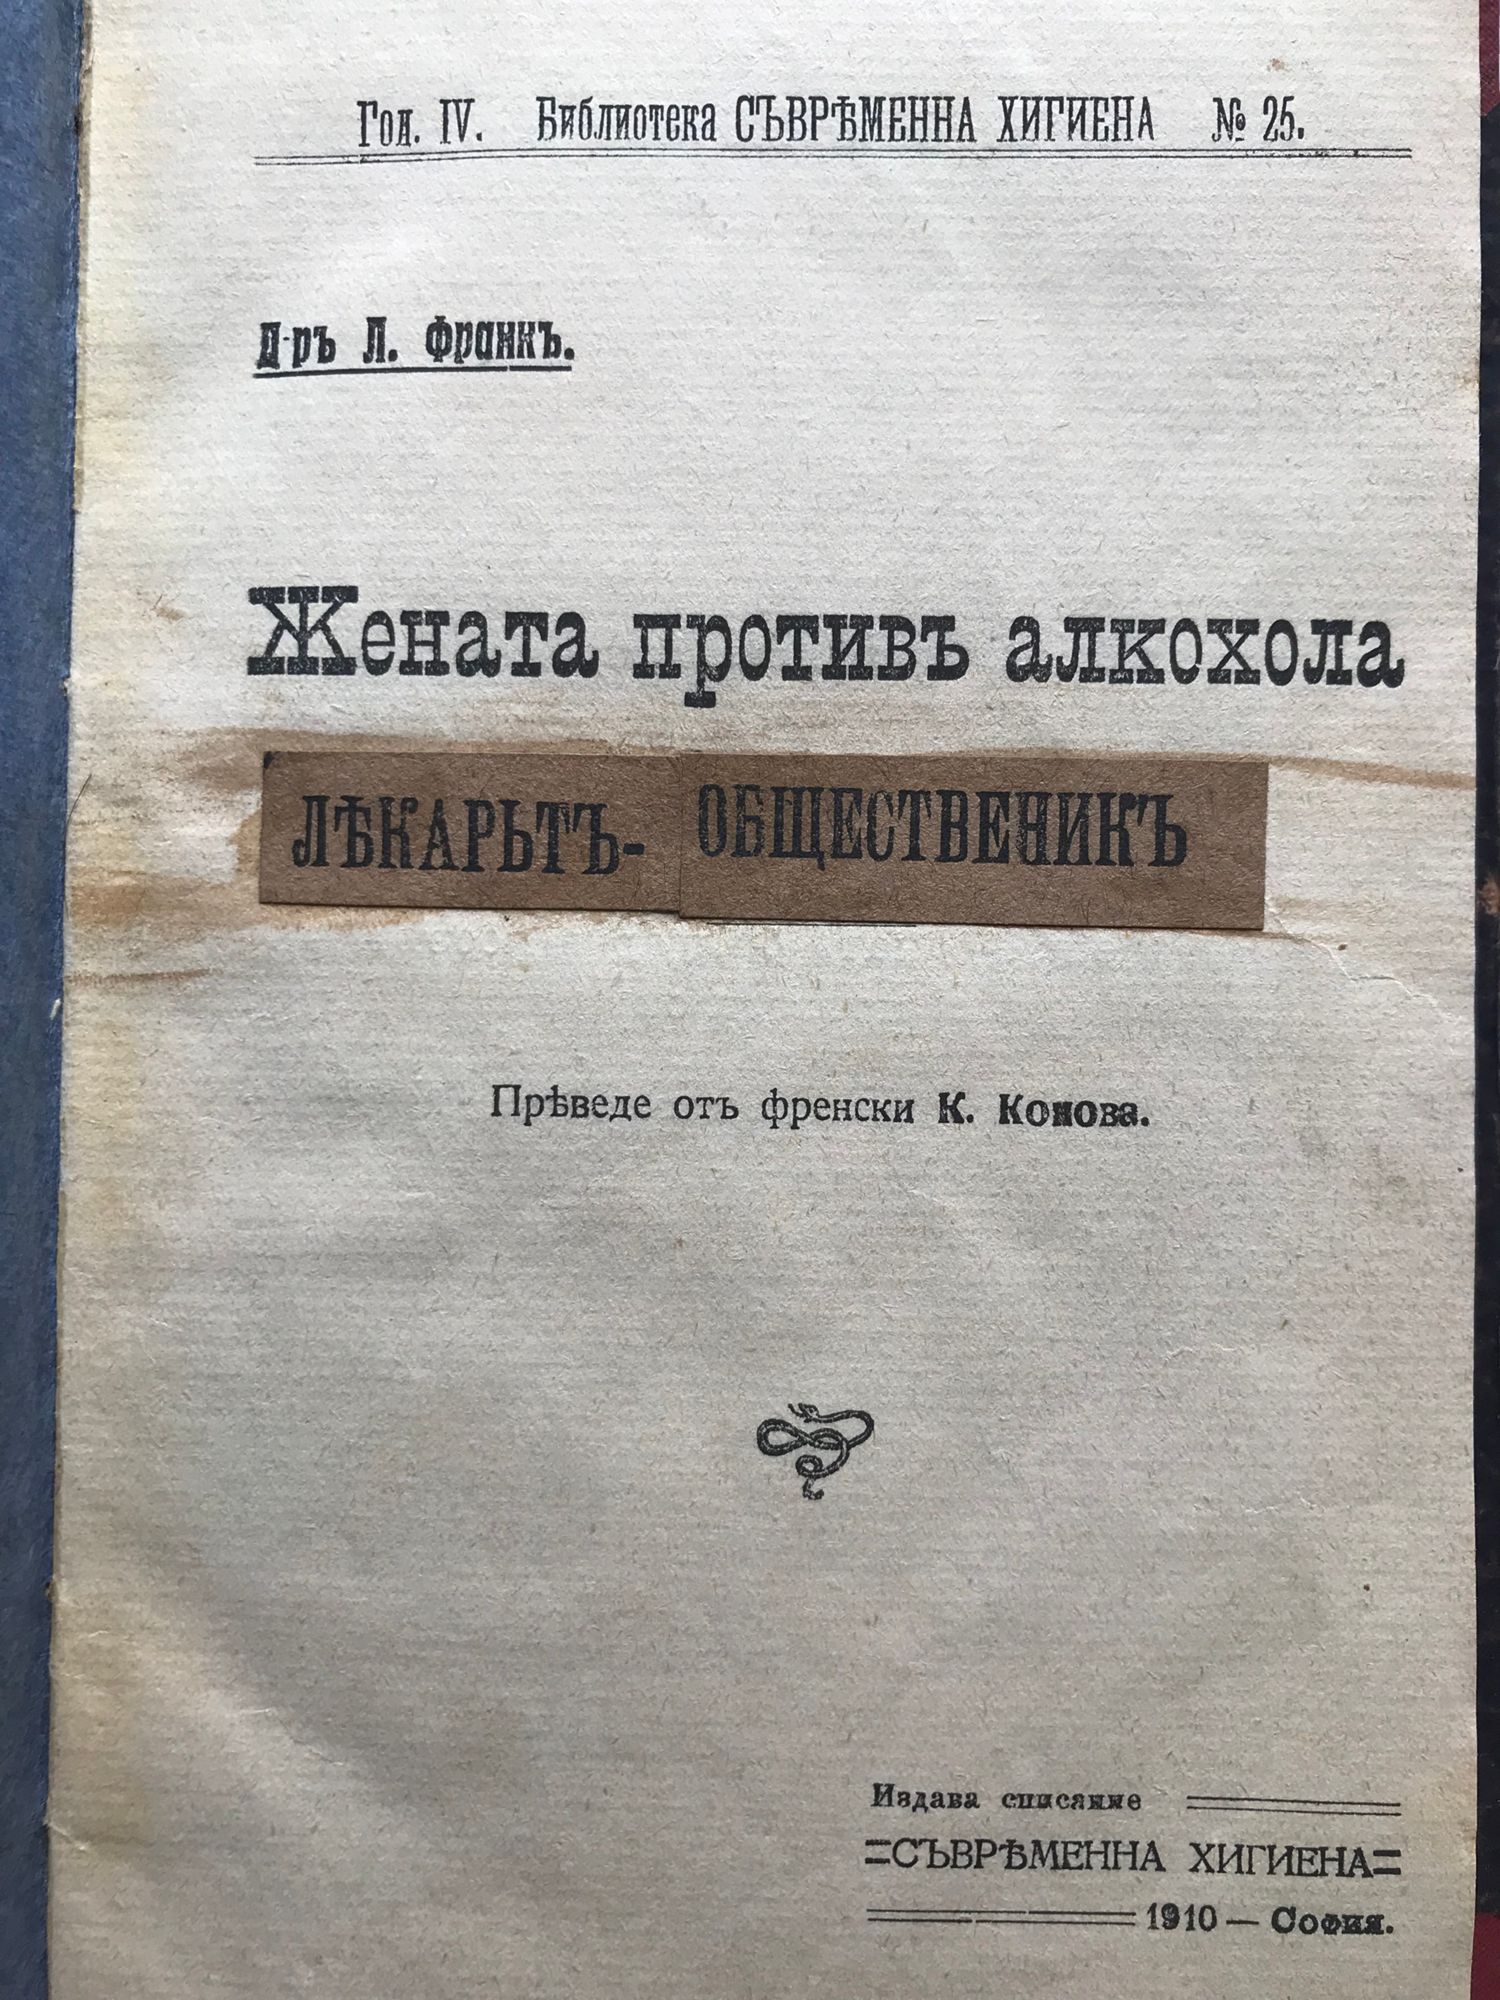 Год. IV. Библиотека СЪВРѢМЕННА ХИГИЕНА № 25.
Д-ръ Л. Франкъ.
Жената противъ алкохола
ЛѢКАРЬТЪ- ОБЩЕСТВЕНИКЪ
Прѣведе отъ френски К. Конова.
Издава списание
=СЪВРѢМЕННА ХИГИЕНА=
1910 — София.